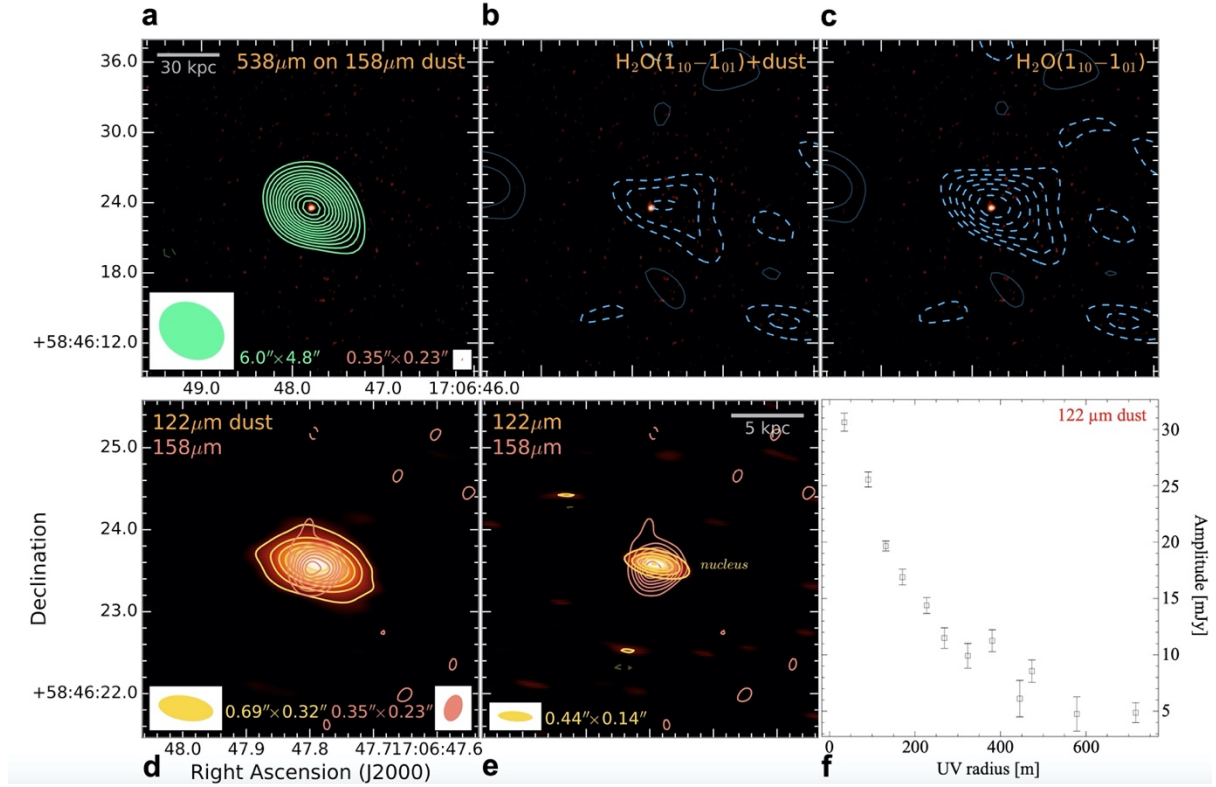 a
b
c
36.0
30.0
24.0
18.0
+58:46:12.0
30 kpc
538μm on 158μm dust
6.0"×4.8"
0.35"×0.23"
H₂O(1₁₀−1₀₁)+dust
H₂O(1₁₀−1₀₁)
49.0
48.0
47.0
17:06:46.0
122μm dust
158μm
122μm
158μm
5 kpc
122 μm dust
25.0
24.0
23.0
+58:46:22.0
Declination
nucleus
0.69"×0.32"
0.35"×0.23"
0.44"×0.14"
30
25
20
15
10
5
Amplitude [mJy]
48.0
47.9
47.8
47.7
17:06:47.6
0
200
400
600
d
Right Ascension (J2000)
e
UV radius [m]
f